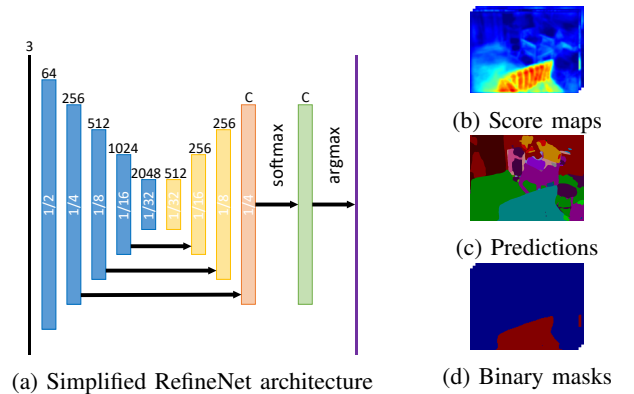 3
64
256
512
1024
2048
512
256
256
C
C
1/2
1/4
1/8
1/16
1/32
1/32
1/16
1/8
1/4
softmax
argmax
(a) Simplified RefineNet architecture
(b) Score maps
(c) Predictions
(d) Binary masks